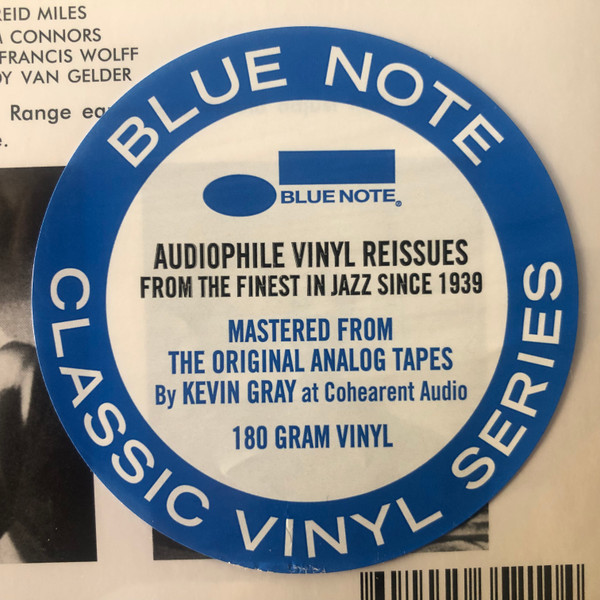 REID MILES
CONNORS
FRANCIS WOLFF
VAN GELDER
Range
BLUE NOTE
BLUE NOTE®
AUDIOPHILE VINYL REISSUES
FROM THE FINEST IN JAZZ SINCE 1939
MASTERED FROM
THE ORIGINAL ANALOG TAPES
By KEVIN GRAY at Cohearent Audio
180 GRAM VINYL
CLASSIC VINYL SERIES